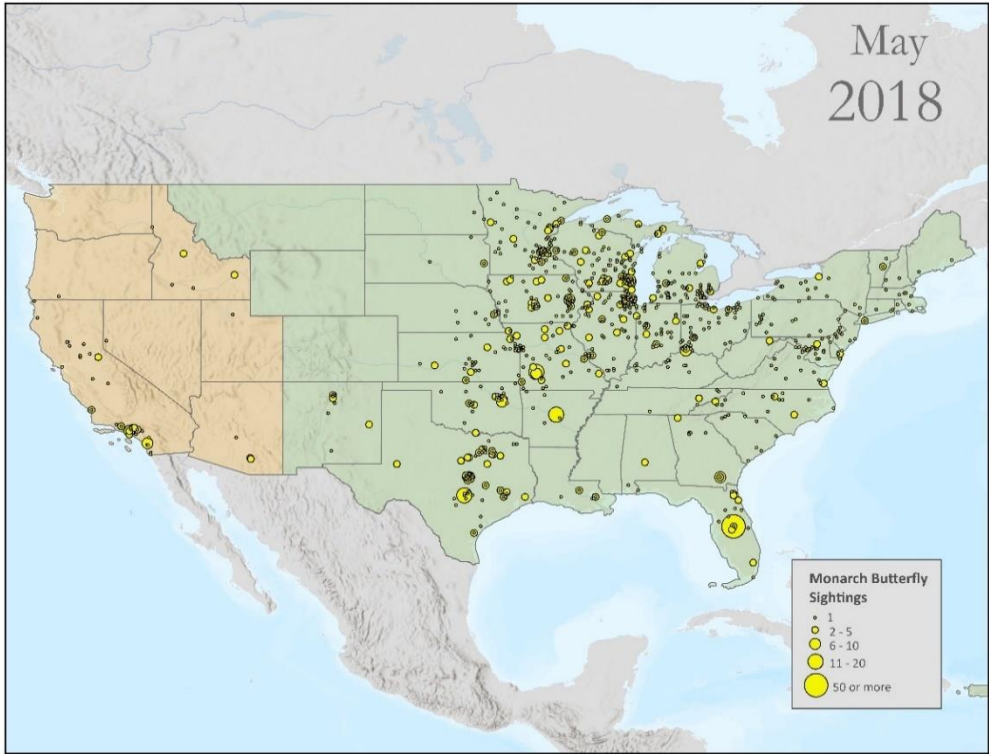 May
2018
Monarch Butterfly
Sightings
1
2 - 5
6 - 10
11 - 20
50 or more